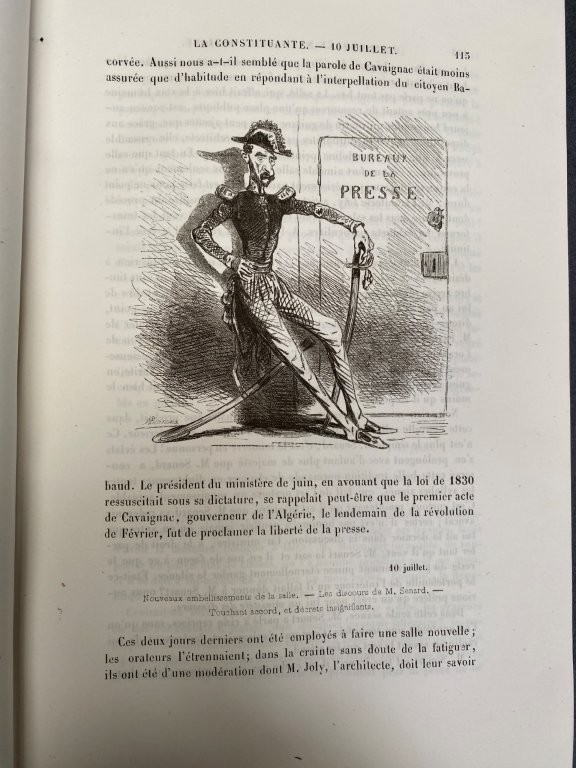 LA CONSTITUANTE. — 10 JUILLET. 115
corvée. Aussi nous a-t-il semblé que la parole de Cavaignac était moins
assurée que d'habitude en répondant à l'interpellation du citoyen Ba-
BUREAUX
DE LA
PRESSE
baud. Le président du ministère de juin, en avouant que la loi de 1830
ressuscitait sous sa dictature, se rappelait peut-être que le premier acte
de Cavaignac, gouverneur de l'Algérie, le lendemain de la révolution
de Février, fut de proclamer la liberté de la presse.
10 juillet.
Nouveaux embellissements de la salle. — Les discours de M. Senard. —
Touchant accord, et décrets insignifiants.
Ces deux jours derniers ont été employés à faire une salle nouvelle;
les orateurs l'étrennaient; dans la crainte sans doute de la fatiguer,
ils ont été d'une modération dont M. Joly, l'architecte, doit leur savoir